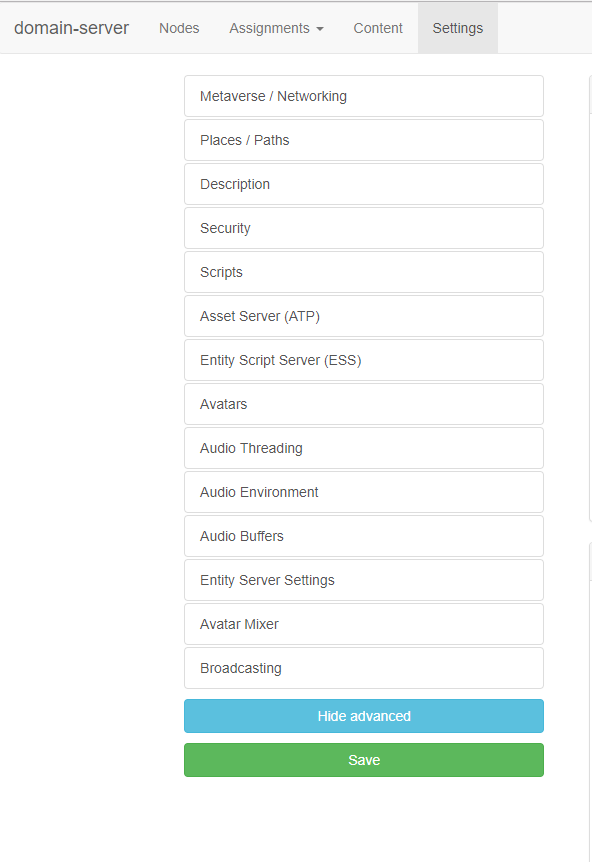 domain-server Nodes Assignments Content Settings
Metaverse / Networking
Places / Paths
Description
Security
Scripts
Asset Server (ATP)
Entity Script Server (ESS)
Avatars
Audio Threading
Audio Environment
Audio Buffers
Entity Server Settings
Avatar Mixer
Broadcasting
Hide advanced
Save